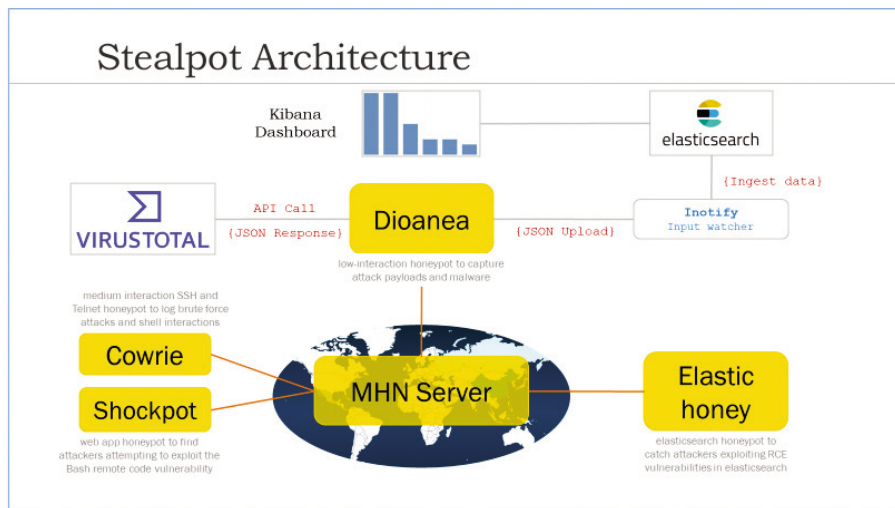 Stealpot Architecture
Kibana
Dashboard
elasticsearch
{Ingest data}
VIRUSTOTAL
API Call
{JSON Response}
Dioanea
{JSON Upload}
Inotify
Input watcher
low-interaction honeypot to capture
attack payloads and malware
medium interaction SSH and
Telnet honeypot to log brute force
attacks and shell interactions
Cowrie
Shockpot
web app honeypot to find
attackers attempting to exploit the
Bash remote code vulnerability
MHN Server
Elastic
honey
elasticsearch honeypot to
catch attackers exploiting RCE
vulnerabilities in elasticsearch